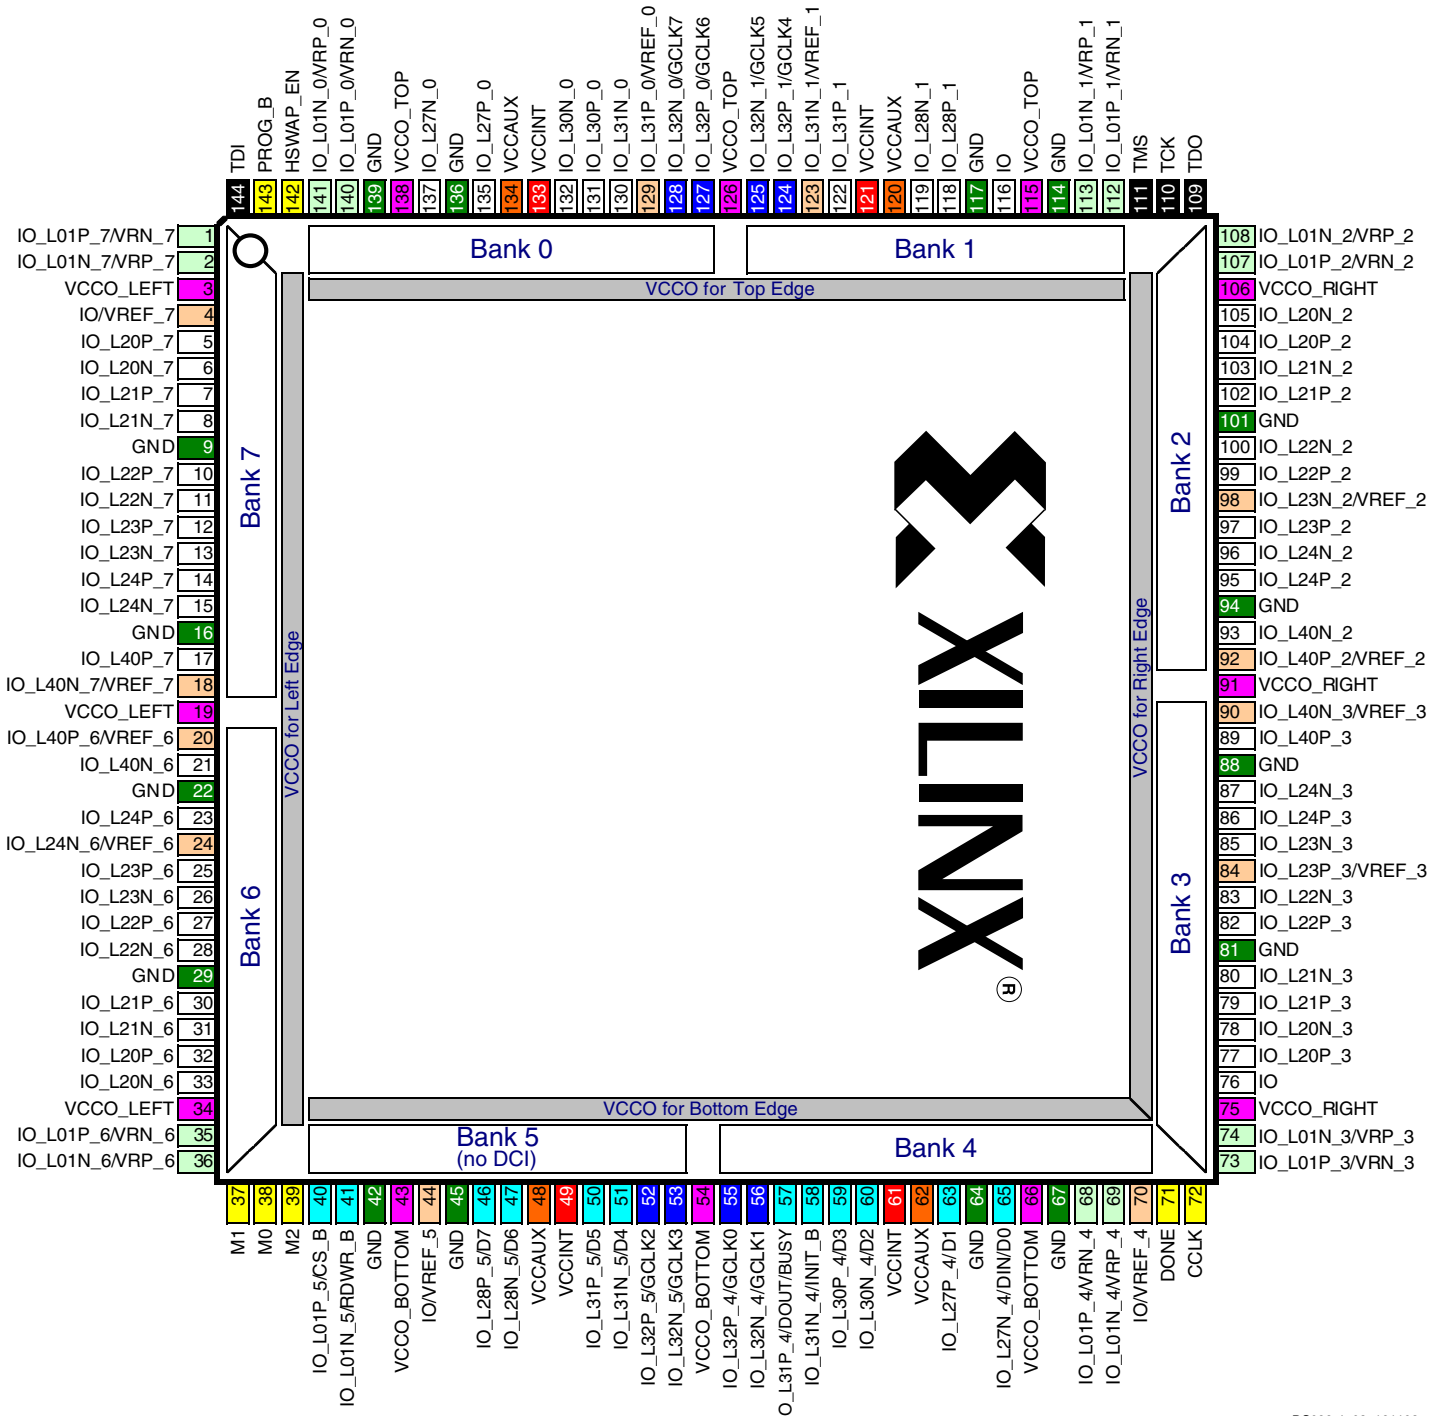 TDI
PROG_B
HSWAP_EN
IO_L01N_0/VRP_0
IO_L01P_0/VRN_0
GND
VCCO_TOP
IO_L27N_0
GND
IO_L27P_0
VCCAUX
VCCINT
IO_L30N_0
IO_L30P_0
IO_L31N_0
IO_L31P_0/VREF_0
IO_L32N_0/GCLK7
IO_L32P_0/GCLK6
VCCO_TOP
IO_L32N_1/GCLK5
IO_L32P_1/GCLK4
IO_L31N_1/VREF_1
IO_L31P_1
VCCINT
VCCAUX
IO_L28N_1
IO_L28P_1
GND
IO
VCCO_TOP
GND
IO_L01N_1/VRP_1
IO_L01P_1/VRN_1
TMS
TCK
TDO
144
143
142
141
140
139
138
137
136
135
134
133
132
131
130
129
128
127
126
125
124
123
122
121
120
119
118
117
116
115
114
113
112
111
110
109
IO_L01P_7/VRN_7 1
IO_L01N_7/VRP_7 2
VCCO_LEFT 3
IO/VREF_7 4
IO_L20P_7 5
IO_L20N_7 6
IO_L21P_7 7
IO_L21N_7 8
GND 9
IO_L22P_7 10
IO_L22N_7 11
IO_L23P_7 12
IO_L23N_7 13
IO_L24P_7 14
IO_L24N_7 15
GND 16
IO_L40P_7 17
IO_L40N_7/VREF_7 18
VCCO_LEFT 19
IO_L40P_6/VREF_6 20
IO_L40N_6 21
GND 22
IO_L24P_6 23
IO_L24N_6/VREF_6 24
IO_L23P_6 25
IO_L23N_6 26
IO_L22P_6 27
IO_L22N_6 28
GND 29
IO_L21P_6 30
IO_L21N_6 31
IO_L20P_6 32
IO_L20N_6 33
VCCO_LEFT 34
IO_L01P_6/VRN_6 35
IO_L01N_6/VRP_6 36
Bank 0
Bank 1
VCCO for Top Edge
Bank 7
Bank 6
VCCO for Left Edge
XILINX
®
VCCO for Right Edge
Bank 2
Bank 3
VCCO for Bottom Edge
Bank 5
(no DCI)
Bank 4
108 IO_L01N_2/VRP_2
107 IO_L01P_2/VRN_2
106 VCCO_RIGHT
105 IO_L20N_2
104 IO_L20P_2
103 IO_L21N_2
102 IO_L21P_2
101 GND
100 IO_L22N_2
99 IO_L22P_2
98 IO_L23N_2/VREF_2
97 IO_L23P_2
96 IO_L24N_2
95 IO_L24P_2
94 GND
93 IO_L40N_2
92 IO_L40P_2/VREF_2
91 VCCO_RIGHT
90 IO_L40N_3/VREF_3
89 IO_L40P_3
88 GND
87 IO_L24N_3
86 IO_L24P_3
85 IO_L23N_3
84 IO_L23P_3/VREF_3
83 IO_L22N_3
82 IO_L22P_3
81 GND
80 IO_L21N_3
79 IO_L21P_3
78 IO_L20N_3
77 IO_L20P_3
76 IO
75 VCCO_RIGHT
74 IO_L01N_3/VRP_3
73 IO_L01P_3/VRN_3
37
38
39
40
41
42
43
44
45
46
47
48
49
50
51
52
53
54
55
56
57
58
59
60
61
62
63
64
65
66
67
68
69
70
71
72
M1
M0
M2
IO_L01P_5/CS_B
IO_L01N_5/RDWR_B
GND
VCCO_BOTTOM
IO/VREF_5
GND
IO_L28P_5/D7
IO_L28N_5/D6
VCCAUX
VCCINT
IO_L31P_5/D5
IO_L31N_5/D4
IO_L32P_5/GCLK2
IO_L32N_5/GCLK3
VCCO_BOTTOM
IO_L32P_4/GCLK0
IO_L32N_4/GCLK1
O_L31P_4/DOUT/BUSY
IO_L31N_4/INIT_B
IO_L30P_4/D3
IO_L30N_4/D2
VCCINT
VCCAUX
IO_L27P_4/D1
GND
IO_L27N_4/DIN/D0
VCCO_BOTTOM
GND
IO_L01P_4/VRN_4
IO_L01N_4/VRP_4
IO/VREF_4
DONE
CCLK